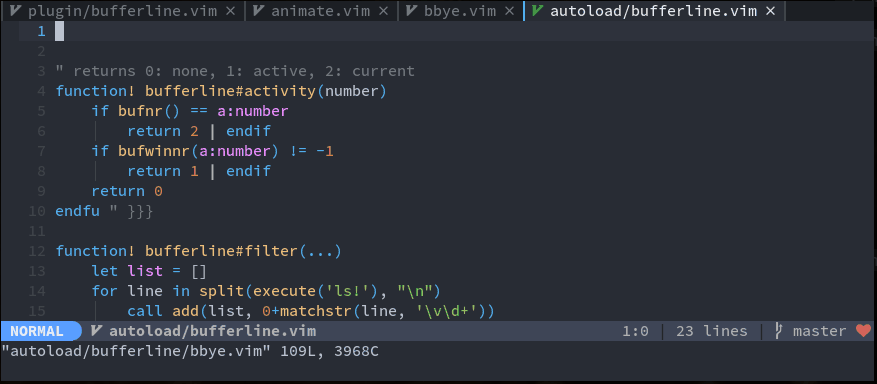 plugin/bufferline.vim × animate.vim × bbye.vim × autoload/bufferline.vim ×
1
2
3 " returns 0: none, 1: active, 2: current
4 function! bufferline#activity(number)
5     if bufnr() == a:number
6         return 2 | endif
7     if bufwinnr(a:number) != -1
8         return 1 | endif
9     return 0
10 endfu " }}}
11
12 function! bufferline#filter(...)
13     let list = []
14     for line in split(execute('ls!'), "\n")
15         call add(list, 0+matchstr(line, '\v\d+'))
NORMAL autoload/bufferline.vim 1:0 | 23 lines | master
"autoload/bufferline/bbye.vim" 109L, 3968C